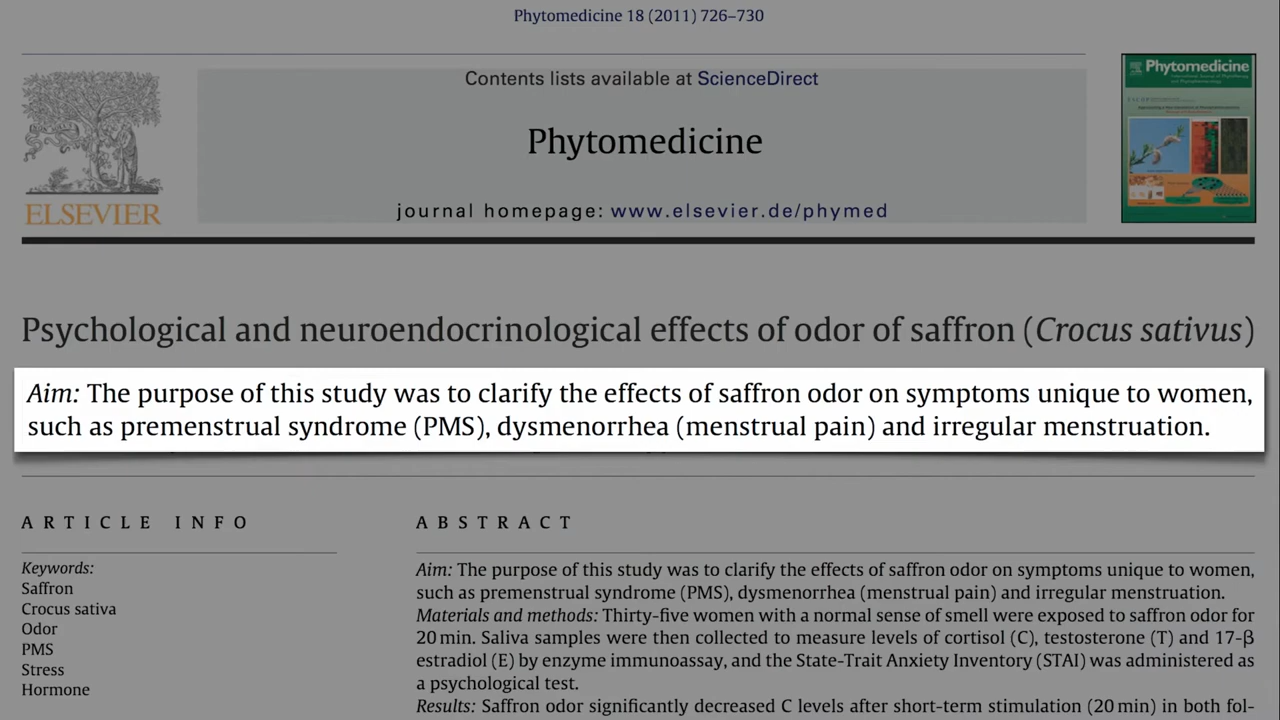 Phytomedicine 18 (2011) 726–730
Contents lists available at ScienceDirect
Phytomedicine
journal homepage: www.elsevier.de/phymed
ELSEVIER
Phytomedicine
Psychological and neuroendocrinological effects of odor of saffron (Crocus sativus)
Aim: The purpose of this study was to clarify the effects of saffron odor on symptoms unique to women,
such as premenstrual syndrome (PMS), dysmenorrhea (menstrual pain) and irregular menstruation.
ARTICLE INFO
Keywords:
Saffron
Crocus sativa
Odor
PMS
Stress
Hormone
ABSTRACT
Aim: The purpose of this study was to clarify the effects of saffron odor on symptoms unique to women,
such as premenstrual syndrome (PMS), dysmenorrhea (menstrual pain) and irregular menstruation.
Materials and methods: Thirty-five women with a normal sense of smell were exposed to saffron odor for
20 min. Saliva samples were then collected to measure levels of cortisol (C), testosterone (T) and 17-β
estradiol (E) by enzyme immunoassay, and the State-Trait Anxiety Inventory (STAI) was administered as
a psychological test.
Results: Saffron odor significantly decreased C levels after short-term stimulation (20 min) in both fol-